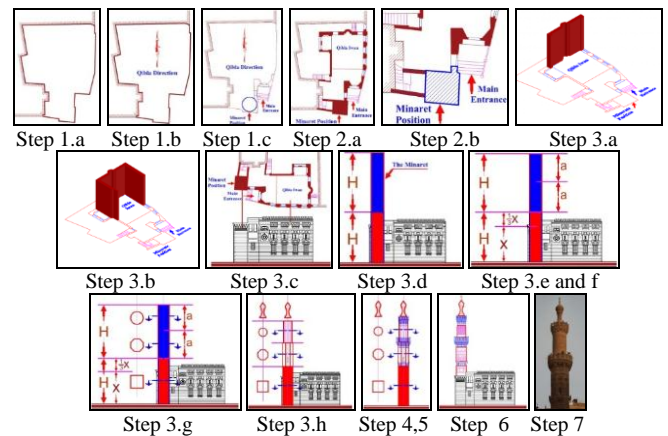 Qibla Direction
Qibla Direction
Minaret
Position
Main
Entrance
Qibla Iwan
Minaret Position
Main
Entrance
Minaret
Position
Main
Entrance
Qibla Iwan
Step 1.a Step 1.b Step 1.c Step 2.a Step 2.b Step 3.a
Minaret
Position
Main
Entrance
Qibla Iwan
H
H
The Minaret
H
H
a
a
X
X
Step 3.b Step 3.c Step 3.d Step 3.e and f
H
H
a
a
X
X
Step 3.g Step 3.h Step 4,5 Step 6 Step 7